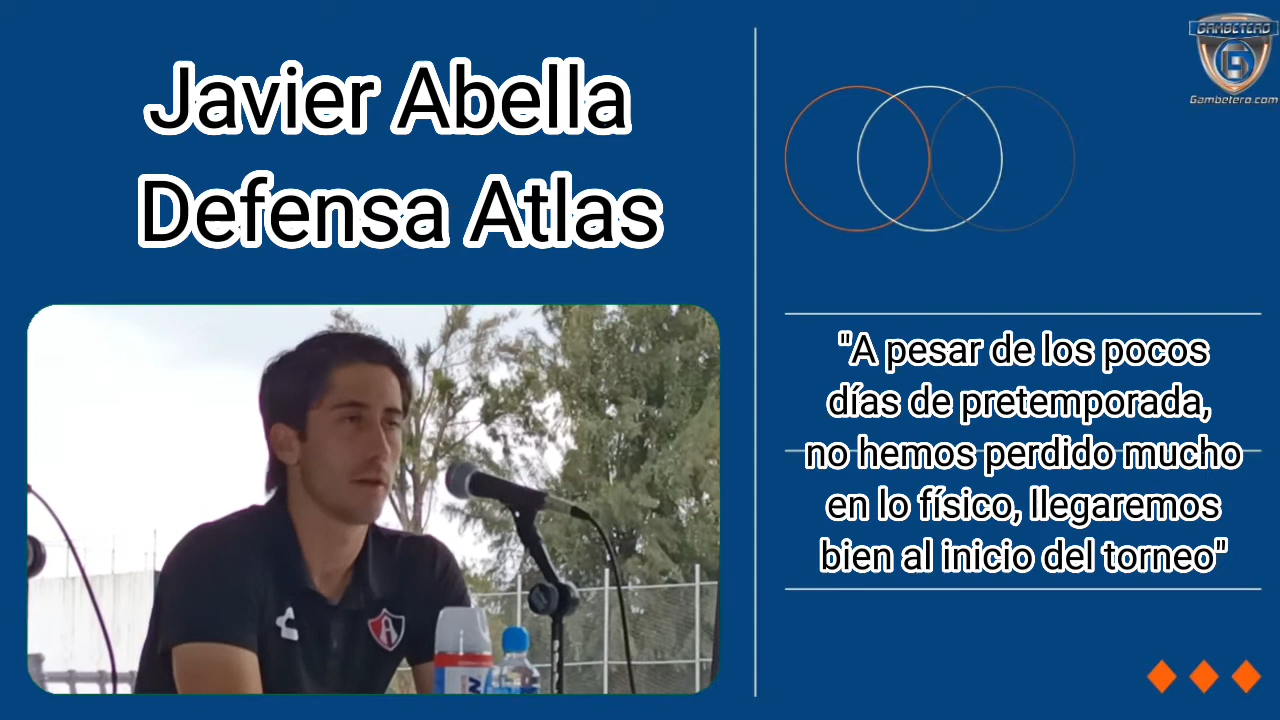 Javier Abella
Defensa Atlas
GAMBETERO
Gambetero.com
"A pesar de los pocos
días de pretemporada,
no hemos perdido mucho
en lo físico, llegaremos
bien al inicio del torneo"
A